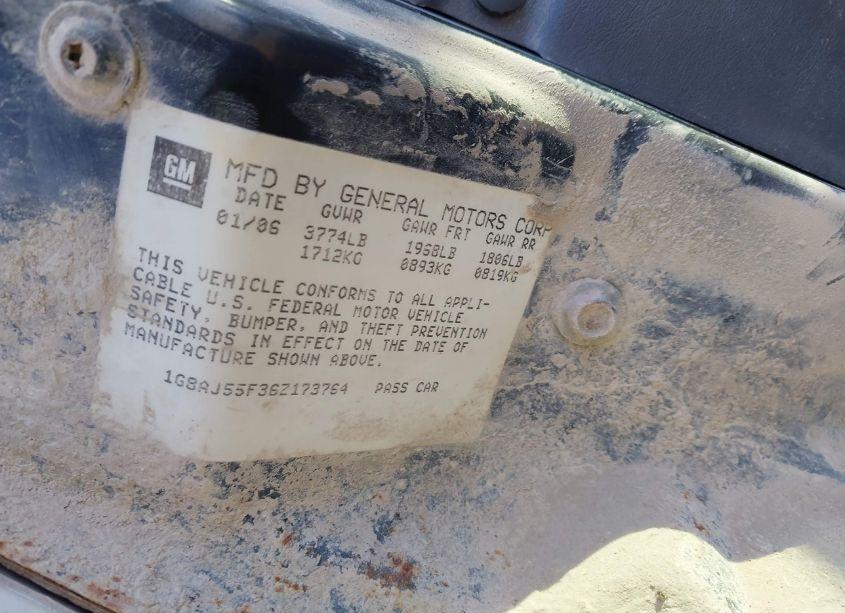 GM
MFD BY GENERAL MOTORS CORP
DATE GVWR GAWR FRT GAWR RR
01/06 3774LB 1968LB 1806LB
1712KG 0893KG 0819KG
THIS VEHICLE CONFORMS TO ALL APPLI-
CABLE U.S. FEDERAL MOTOR VEHICLE
SAFETY, BUMPER, AND THEFT PREVENTION
STANDARDS IN EFFECT ON THE DATE OF
MANUFACTURE SHOWN ABOVE.
1G8AJ55F36Z173764 PASS CAR